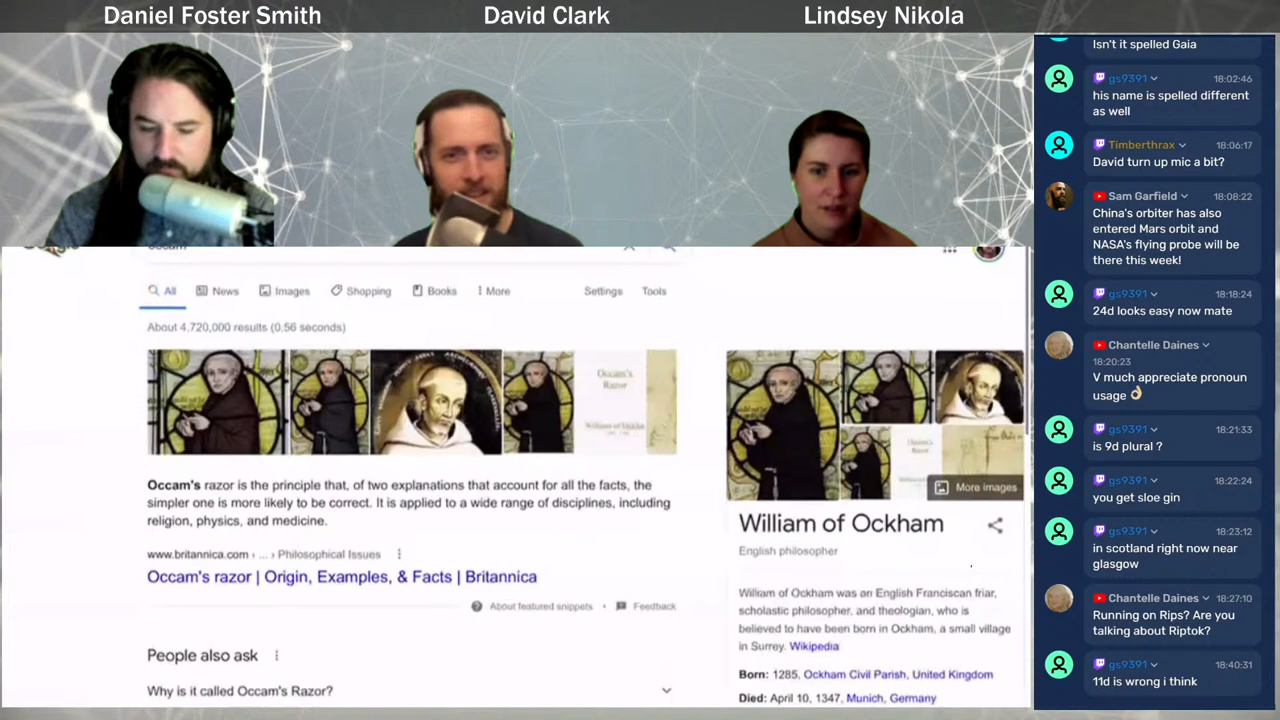 Daniel Foster Smith
David Clark
Lindsey Nikola
All
News
Images
Shopping
Books
More
Settings
Tools
About 4,720,000 results (0.56 seconds)
Occam's
Razor
William of Ockham
Occam's razor is the principle that, of two explanations that account for all the facts, the
simpler one is more likely to be correct. It is applied to a wide range of disciplines, including
religion, physics, and medicine.
www.britannica.com › ... › Philosophical Issues
Occam's razor | Origin, Examples, & Facts | Britannica
About featured snippets • Feedback
People also ask
Why is it called Occam's Razor?
More images
William of Ockham
English philosopher
William of Ockham was an English Franciscan friar,
scholastic philosopher, and theologian, who is
believed to have been born in Ockham, a small village
in Surrey. Wikipedia
Born: 1285, Ockham Civil Parish, United Kingdom
Died: April 10, 1347, Munich, Germany
Isn't it spelled Gaia
gs9391 18:02:46
his name is spelled different
as well
Timberthrax 18:06:17
David turn up mic a bit?
Sam Garfield 18:08:22
China's orbiter has also
entered Mars orbit and
NASA's flying probe will be
there this week!
gs9391 18:18:24
24d looks easy now mate
Chantelle Daines
18:20:23
V much appreciate pronoun
usage 👌🏼
gs9391 18:21:33
is 9d plural ?
gs9391 18:22:24
you get sloe gin
gs9391 18:23:12
in scotland right now near
glasgow
Chantelle Daines 18:27:10
Running on Rips? Are you
talking about Riptok?
gs9391 18:40:31
11d is wrong i think